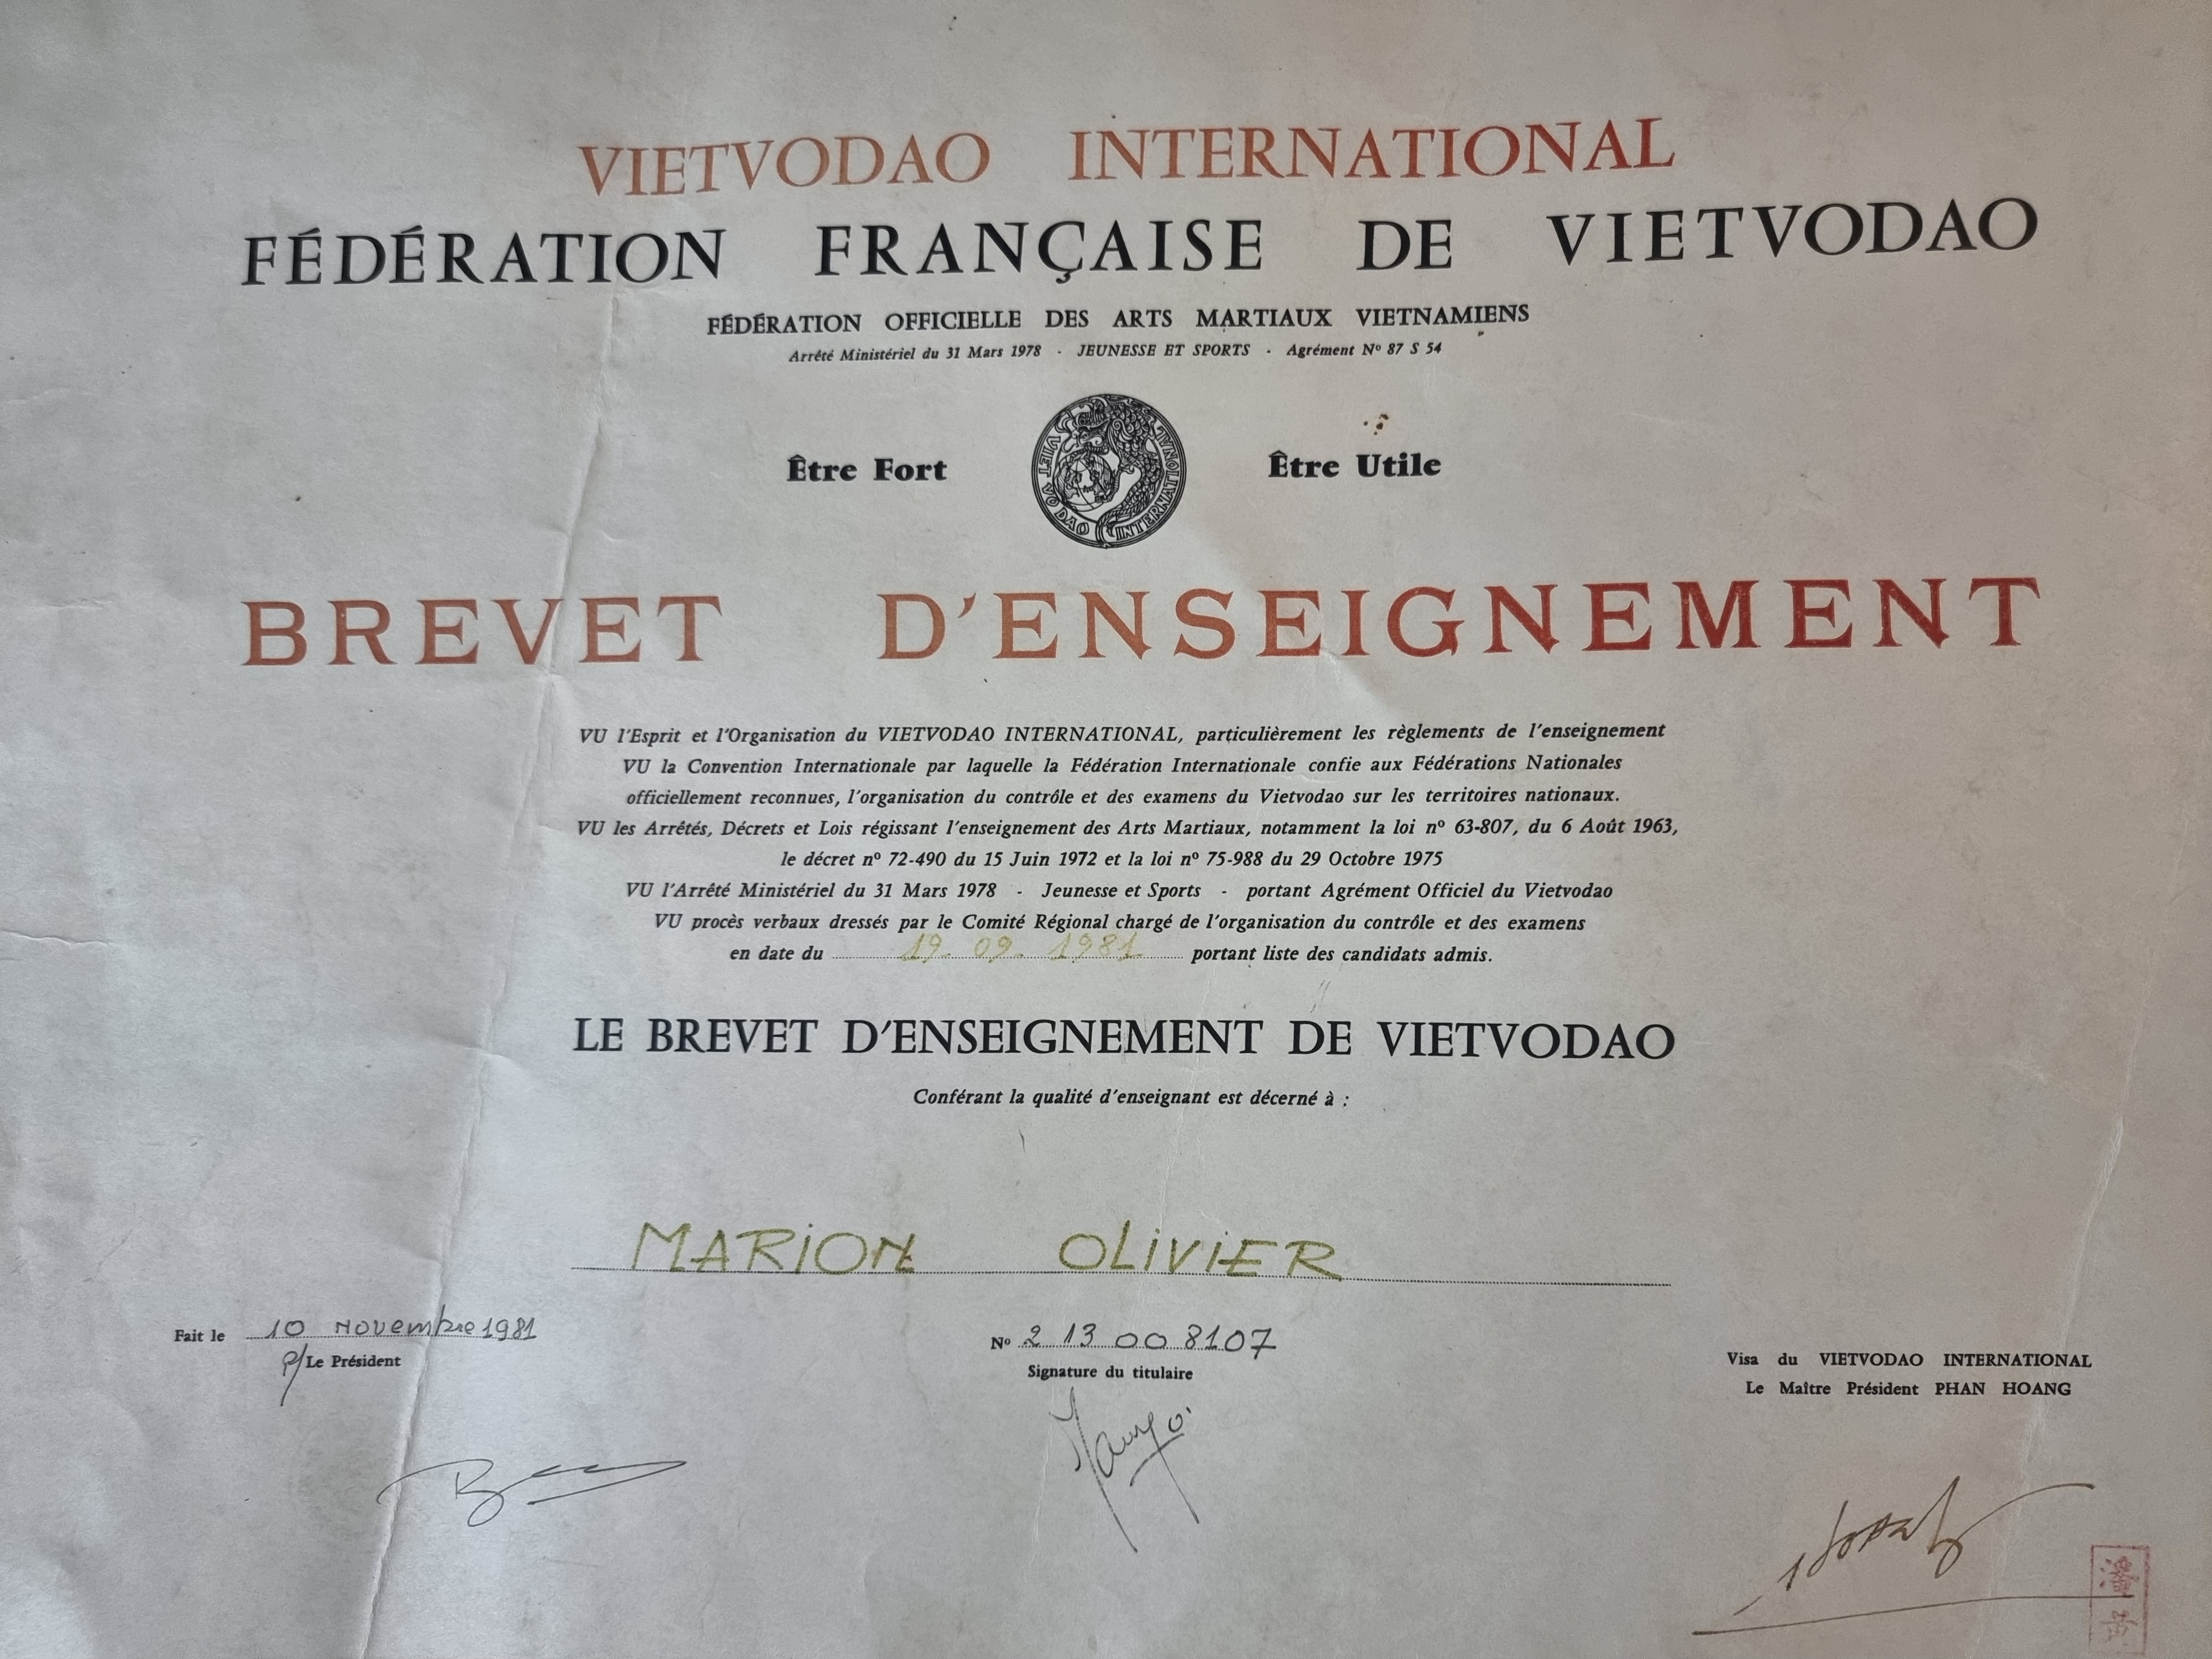 VIETVODAO INTERNATIONAL
FÉDÉRATION FRANÇAISE DE VIETVODAO
FÉDÉRATION OFFICIELLE DES ARTS MARTIAUX VIETNAMIENS
Arrêté Ministériel du 31 Mars 1978 - JEUNESSE ET SPORTS - Agrément Nº 87 S 54
Être Fort
VIET VO DAO INTERNATIONAL
Être Utile
BREVET D'ENSEIGNEMENT
VU l'Esprit et l'Organisation du VIETVODAO INTERNATIONAL, particulièrement les règlements de l'enseignement
VU la Convention Internationale par laquelle la Fédération Internationale confie aux Fédérations Nationales
officiellement reconnues, l'organisation du contrôle et des examens du Vietvodao sur les territoires nationaux.
VU les Arrêtés, Décrets et Lois régissant l'enseignement des Arts Martiaux, notamment la loi nº 63-807, du 6 Août 1963,
le décret nº 72-490 du 15 Juin 1972 et la loi nº 75-988 du 29 Octobre 1975
VU l'Arrêté Ministériel du 31 Mars 1978 - Jeunesse et Sports - portant Agrément Officiel du Vietvodao
VU procès verbaux dressés par le Comité Régional chargé de l'organisation du contrôle et des examens
en date du 19. 09. 1981 portant liste des candidats admis.
LE BREVET D'ENSEIGNEMENT DE VIETVODAO
Conférant la qualité d'enseignant est décerné à :
MARION OLIVIER
Fait le 10 Novembre 1981
P/ Le Président
Nº 2 13 00 8107
Signature du titulaire
Visa du VIETVODAO INTERNATIONAL
Le Maître Président PHAN HOANG